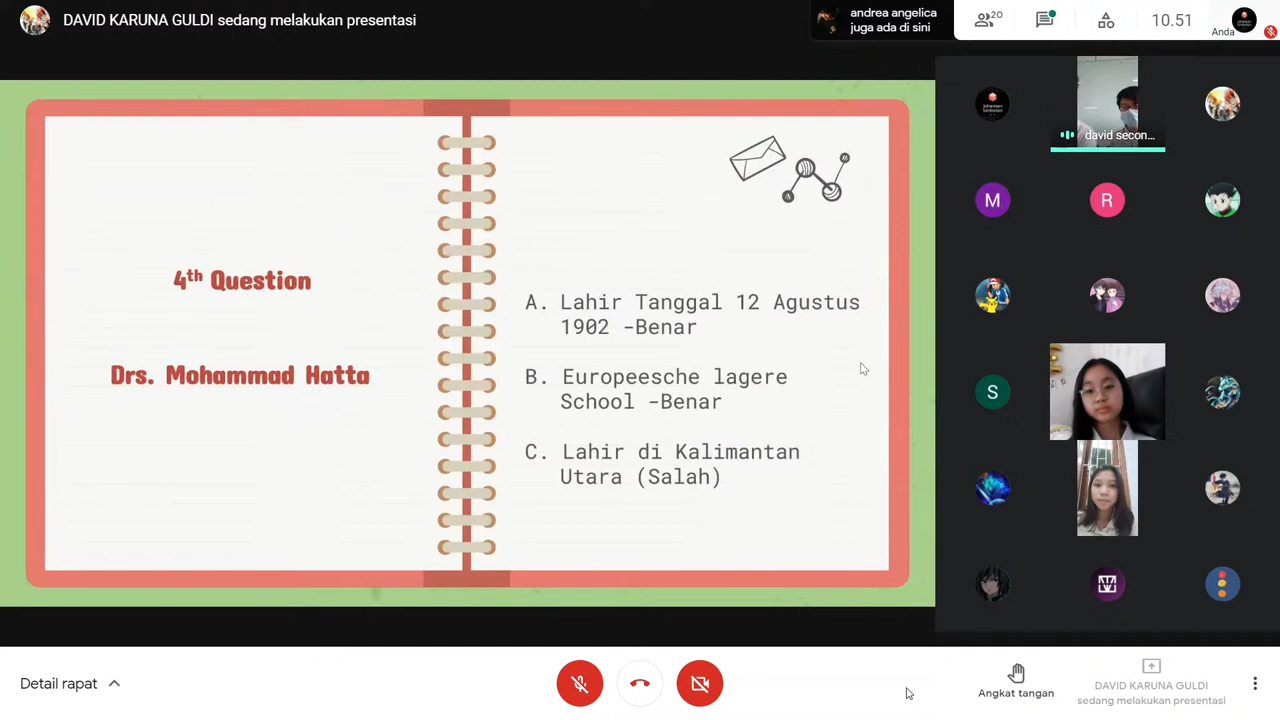 DAVID KARUNA GULDI sedang melakukan presentasi
andrea angelica
juga ada di sini
20
10.51
Anda
4th Question
Drs. Mohammad Hatta
A. Lahir Tanggal 12 Agustus
1902 -Benar
B. Europeesche lagere
School -Benar
C. Lahir di Kalimantan
Utara (Salah)
david secon...
M
R
S
Detail rapat
Angkat tangan
DAVID KARUNA GULDI
sedang melakukan presentasi